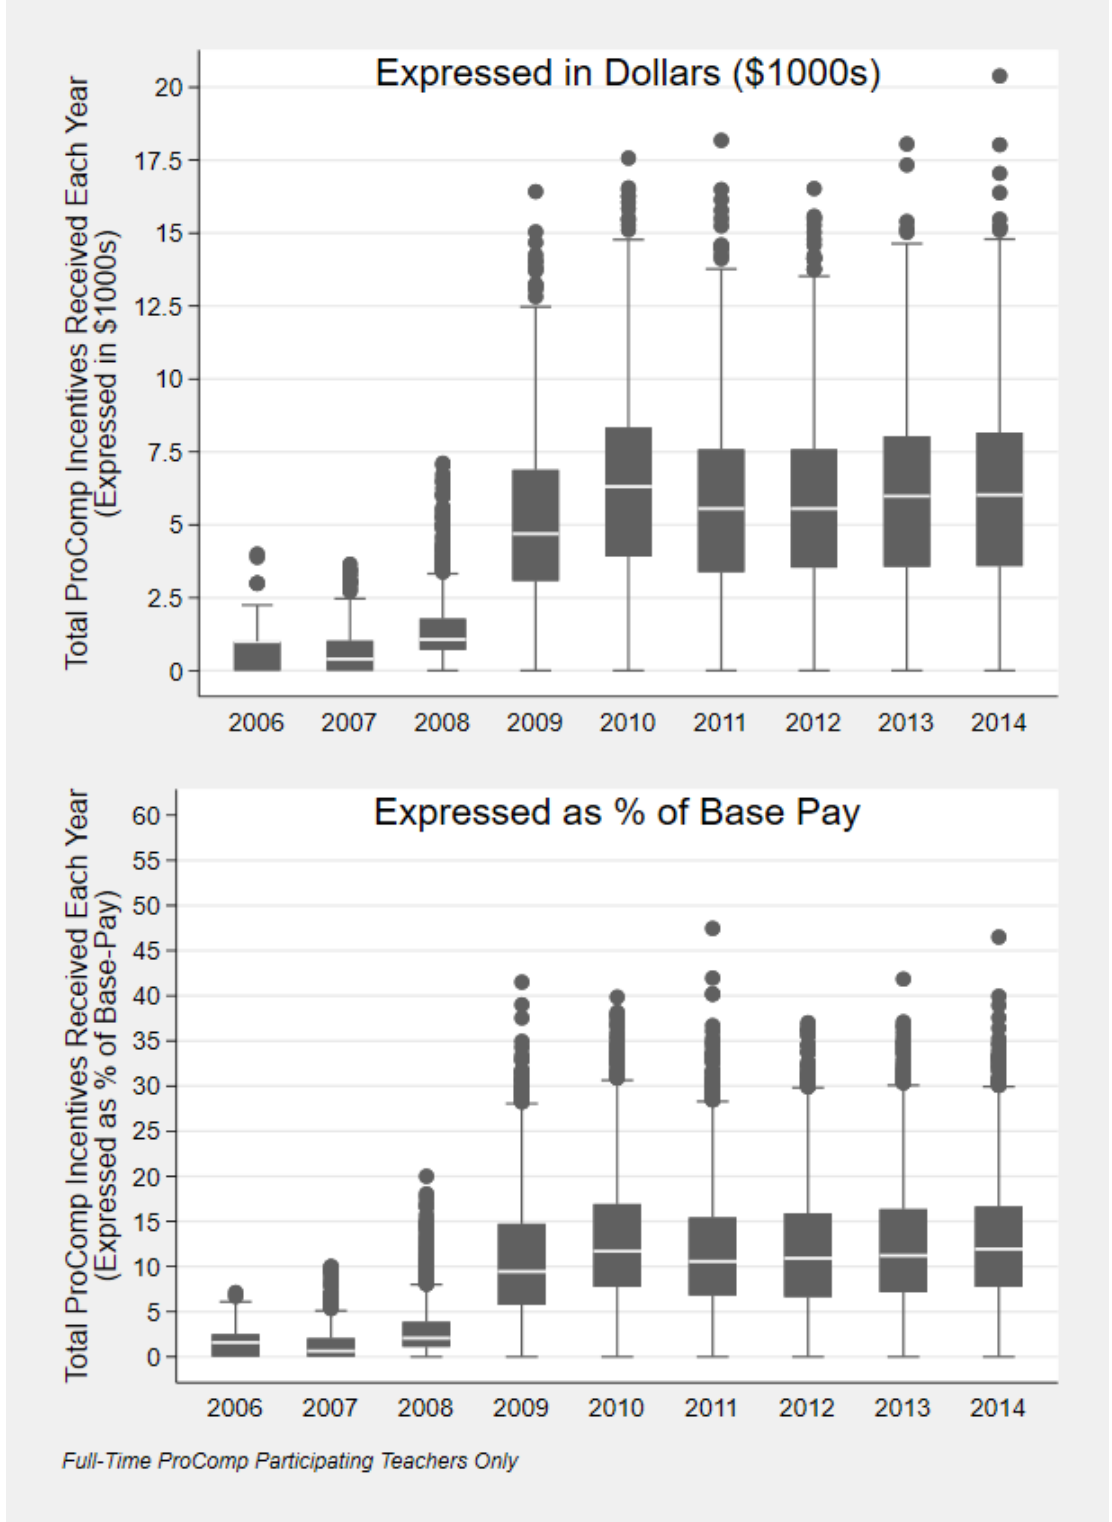 Expressed in Dollars ($1000s)
Total ProComp Incentives Received Each Year
(Expressed in $1000s)
20
17.5
15
12.5
10
7.5
5
2.5
0
2006 2007 2008 2009 2010 2011 2012 2013 2014
Expressed as % of Base Pay
Total ProComp Incentives Received Each Year
(Expressed as % of Base-Pay)
60
55
50
45
40
35
30
25
20
15
10
5
0
2006 2007 2008 2009 2010 2011 2012 2013 2014
Full-Time ProComp Participating Teachers Only